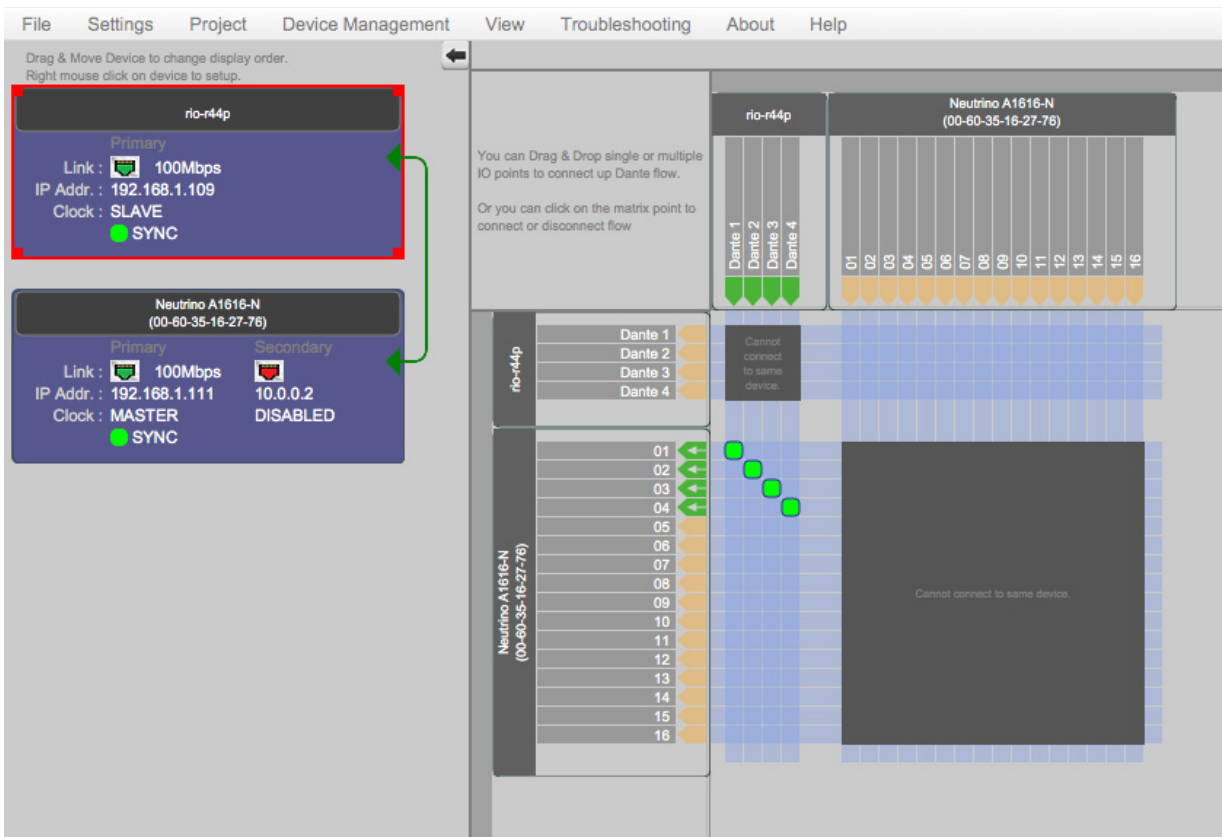 File Settings Project Device Management View Troubleshooting About Help
Drag & Move Device to change display order.
Right mouse click on device to setup.
rio-r44p
Primary
Link : 100Mbps
IP Addr. : 192.168.1.109
Clock : SLAVE
SYNC
Neutrino A1616-N
(00-60-35-16-27-76)
Primary Secondary
Link : 100Mbps
IP Addr. : 192.168.1.111 10.0.0.2
Clock : MASTER DISABLED
SYNC
You can Drag & Drop single or multiple
IO points to connect up Dante flow.
Or you can click on the matrix point to
connect or disconnect flow
rio-r44p
Dante 1
Dante 2
Dante 3
Dante 4
Neutrino A1616-N
(00-60-35-16-27-76)
01
02
03
04
05
06
07
08
09
10
11
12
13
14
15
16
rio-r44p
Dante 1
Dante 2
Dante 3
Dante 4
Cannot
connect
to same
device.
Neutrino A1616-N
(00-60-35-16-27-76)
01
02
03
04
05
06
07
08
09
10
11
12
13
14
15
16
Cannot connect to same device.